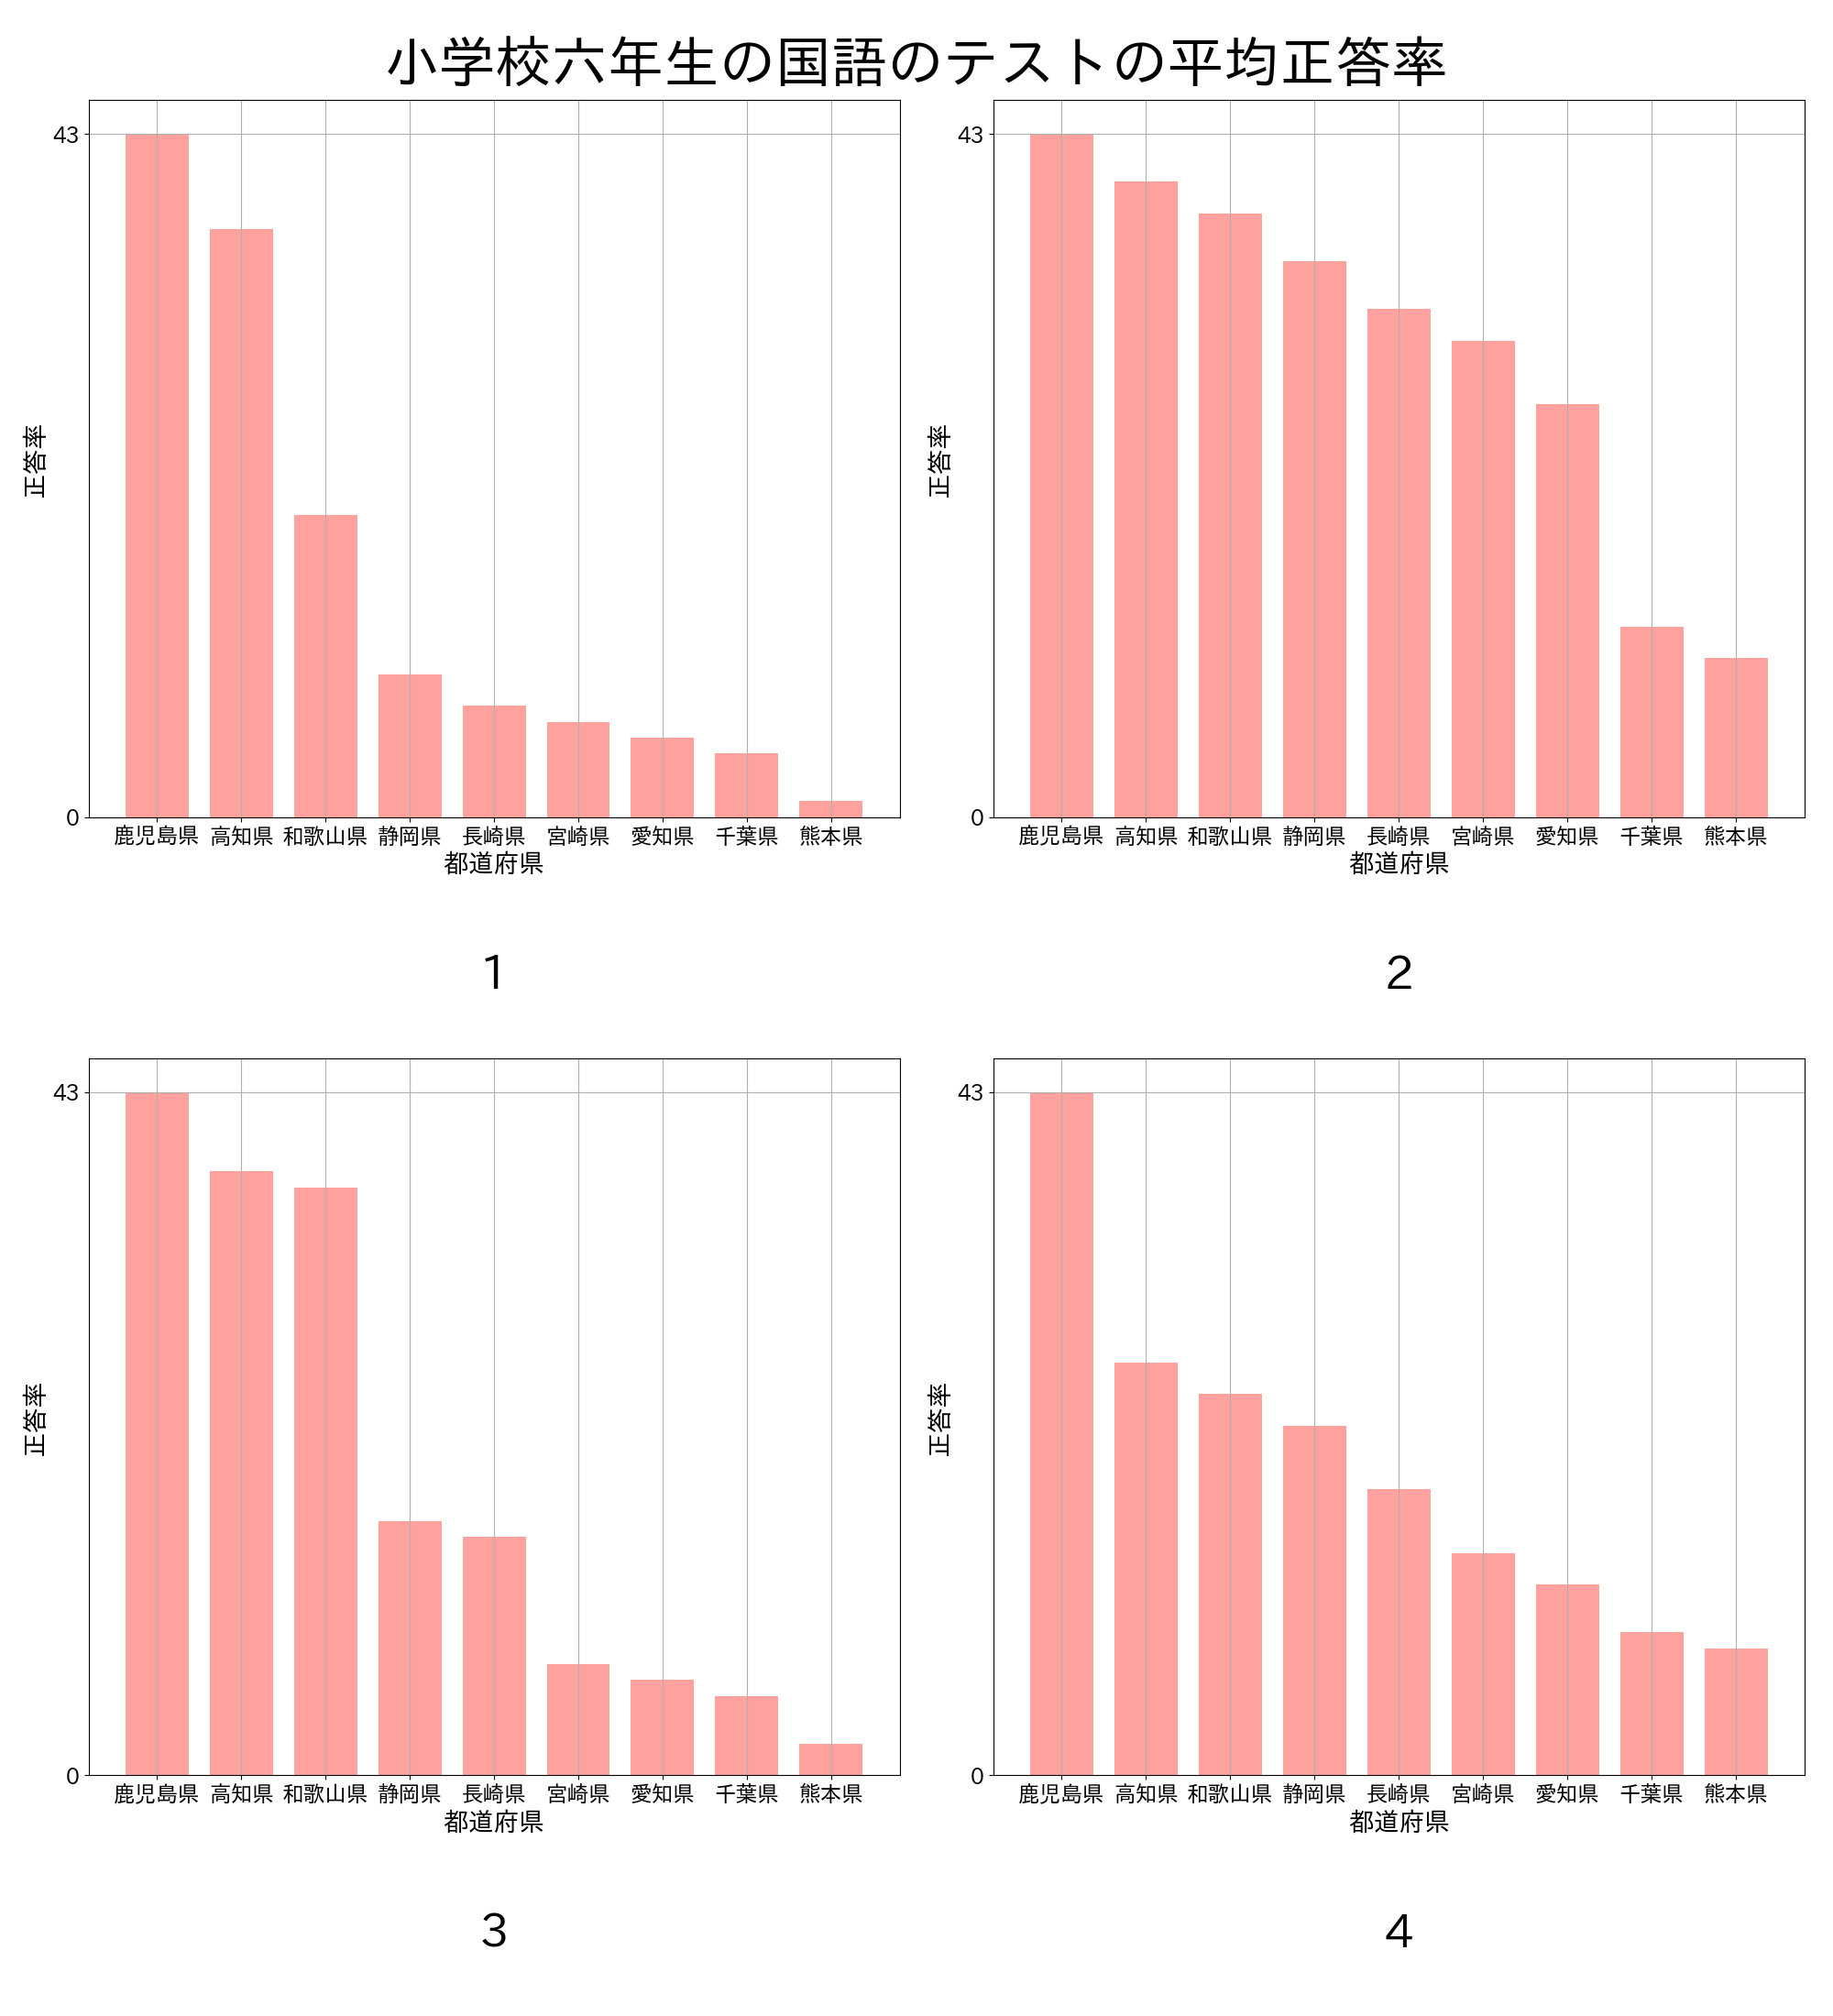 小学校六年生の国語のテストの平均正答率
43
0
正答率
鹿児島県 高知県 和歌山県 静岡県 長崎県 宮崎県 愛知県 千葉県 熊本県
都道府県
1
43
0
正答率
鹿児島県 高知県 和歌山県 静岡県 長崎県 宮崎県 愛知県 千葉県 熊本県
都道府県
2
43
0
正答率
鹿児島県 高知県 和歌山県 静岡県 長崎県 宮崎県 愛知県 千葉県 熊本県
都道府県
3
43
0
正答率
鹿児島県 高知県 和歌山県 静岡県 長崎県 宮崎県 愛知県 千葉県 熊本県
都道府県
4